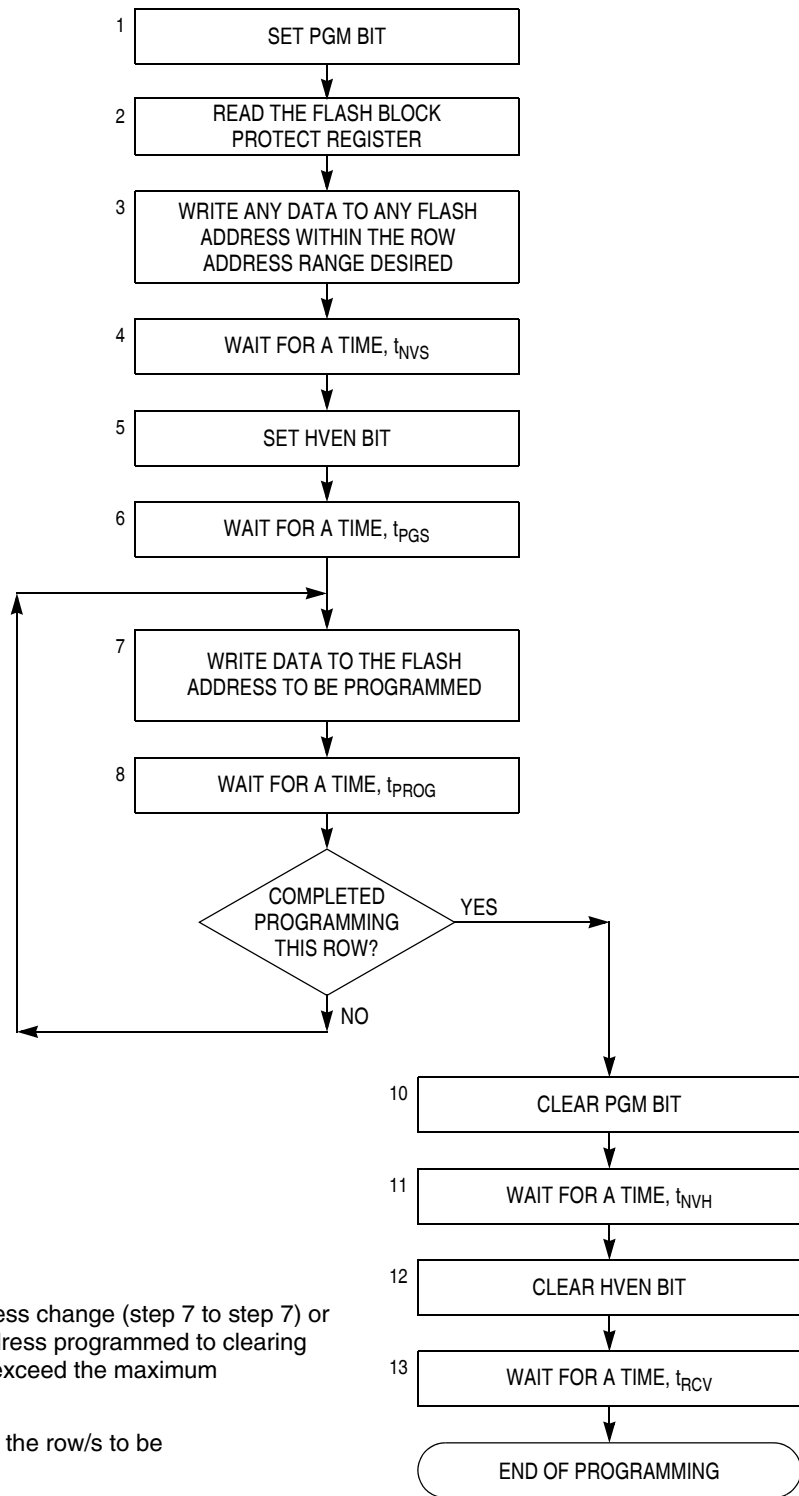 1
SET PGM BIT
2
READ THE FLASH BLOCK
PROTECT REGISTER
3
WRITE ANY DATA TO ANY FLASH
ADDRESS WITHIN THE ROW
ADDRESS RANGE DESIRED
4
WAIT FOR A TIME, tNVS
5
SET HVEN BIT
6
WAIT FOR A TIME, tPGS
7
WRITE DATA TO THE FLASH
ADDRESS TO BE PROGRAMMED
8
WAIT FOR A TIME, tPROG
COMPLETED
PROGRAMMING
THIS ROW?
YES
NO
10
CLEAR PGM BIT
11
WAIT FOR A TIME, tNVH
12
CLEAR HVEN BIT
13
WAIT FOR A TIME, tRCV
END OF PROGRAMMING
ess change (step 7 to step 7) or
dress programmed to clearing
exceed the maximum
the row/s to be